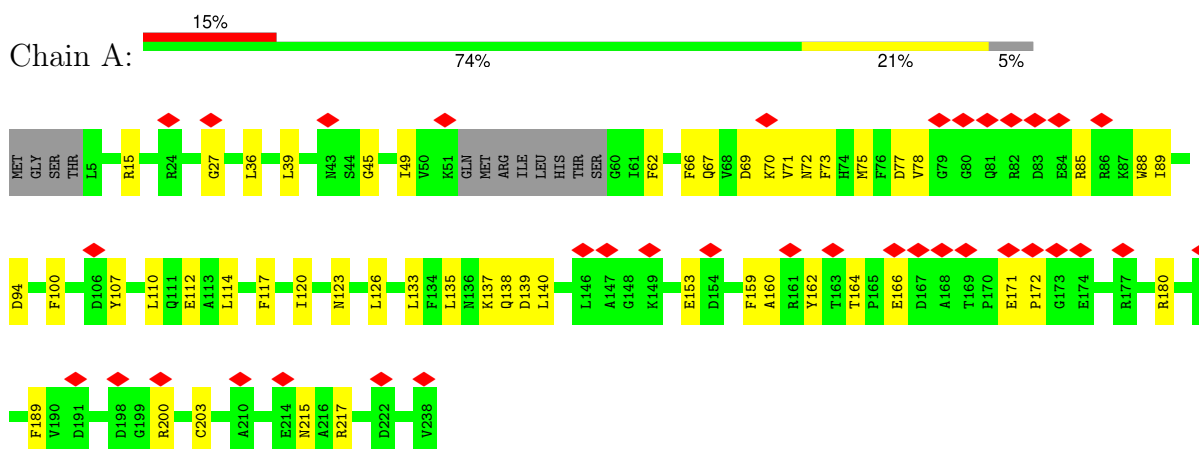 15%
Chain A:
74% 21% 5%
MET GLY SER THR L5 R15 R24 G27 L36 L39 N43 S44 G45 I49 V50 K51 GLN MET ARG ILE LEU HIS THR SER G60 I61 F62 F66 Q67 V68 D69 K70 V71 N72 F73 H74 M75 F76 D77 V78 G79 G80 Q81 R82 D83 E84 R85 R86 K87 W88 I89
D94 F100 D106 Y107 L110 Q111 E112 A113 L114 F117 I120 N123 L126 L133 F134 L135 N136 K137 Q138 D139 L140 L146 A147 G148 K149 E153 D154 F159 A160 R161 Y162 T163 T164 P165 E166 D167 A168 T169 P170 E171 P172 G173 E174 R177 R180
F189 V190 D191 D198 G199 R200 C203 A210 E214 N215 A216 R217 D222 V238